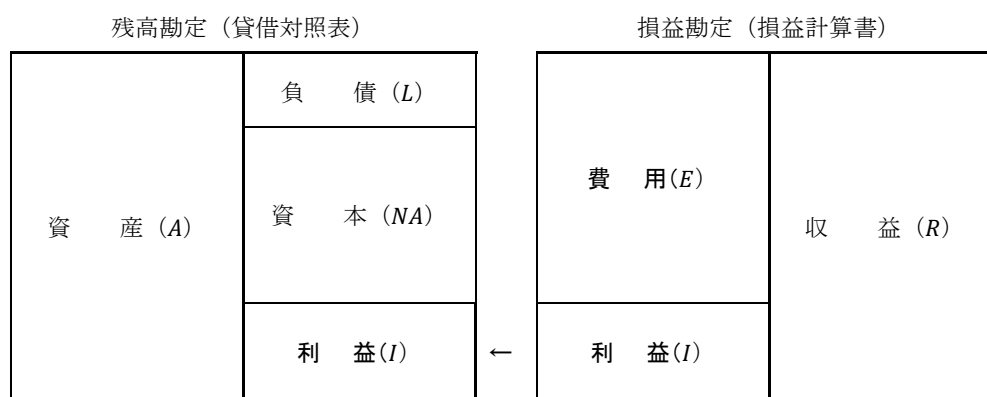 残高勘定（貸借対照表）
資　産（A）
負　債（L）
資　本（NA）
利　益(I)
←
損益勘定（損益計算書）
費　用(E)
利　益(I)
収　益（R）